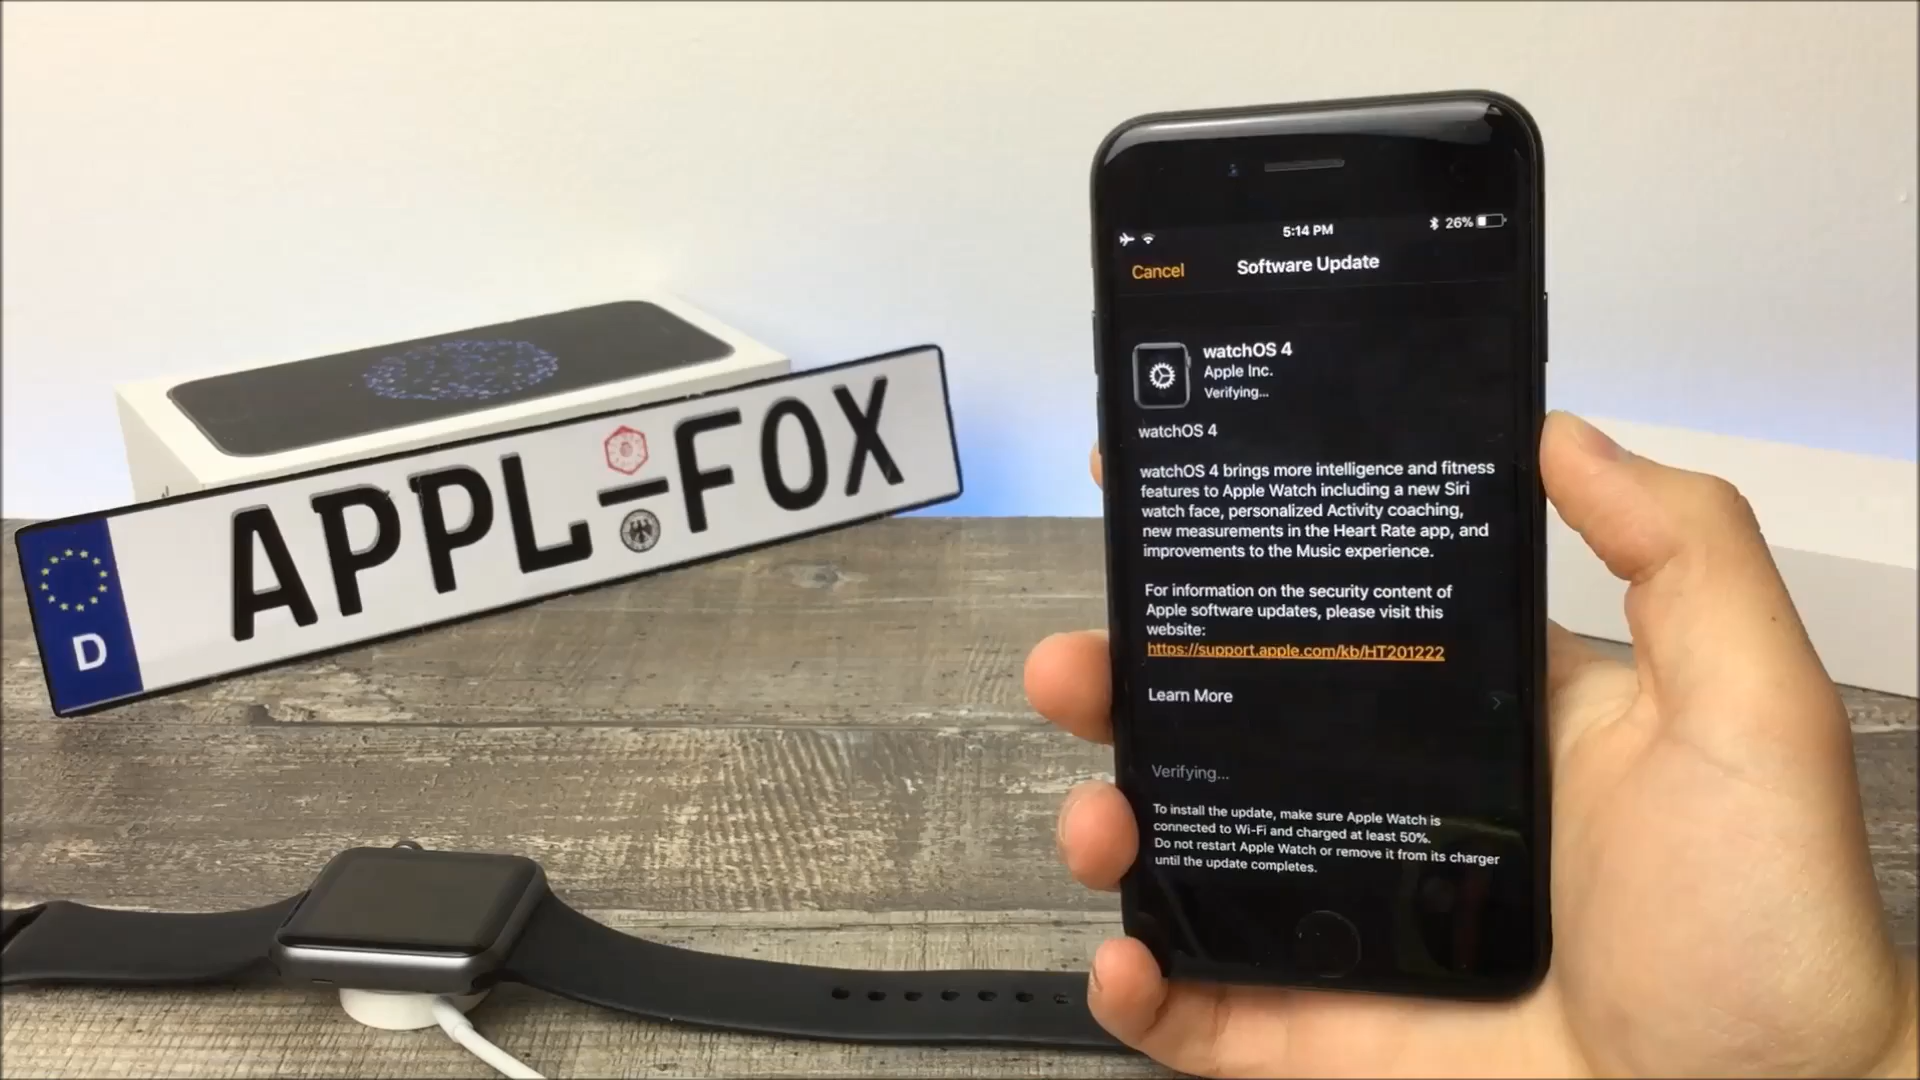 APPL-FOX
D
5:14 PM
26%
Cancel
Software Update
watchOS 4
Apple Inc.
Verifying...
watchOS 4
watchOS 4 brings more intelligence and fitness
features to Apple Watch including a new Siri
watch face, personalized Activity coaching,
new measurements in the Heart Rate app, and
improvements to the Music experience.
For information on the security content of
Apple software updates, please visit this
website:
https://support.apple.com/kb/HT201222
Learn More
Verifying...
To install the update, make sure Apple Watch is
connected to Wi-Fi and charged at least 50%.
Do not restart Apple Watch or remove it from its charger
until the update completes.